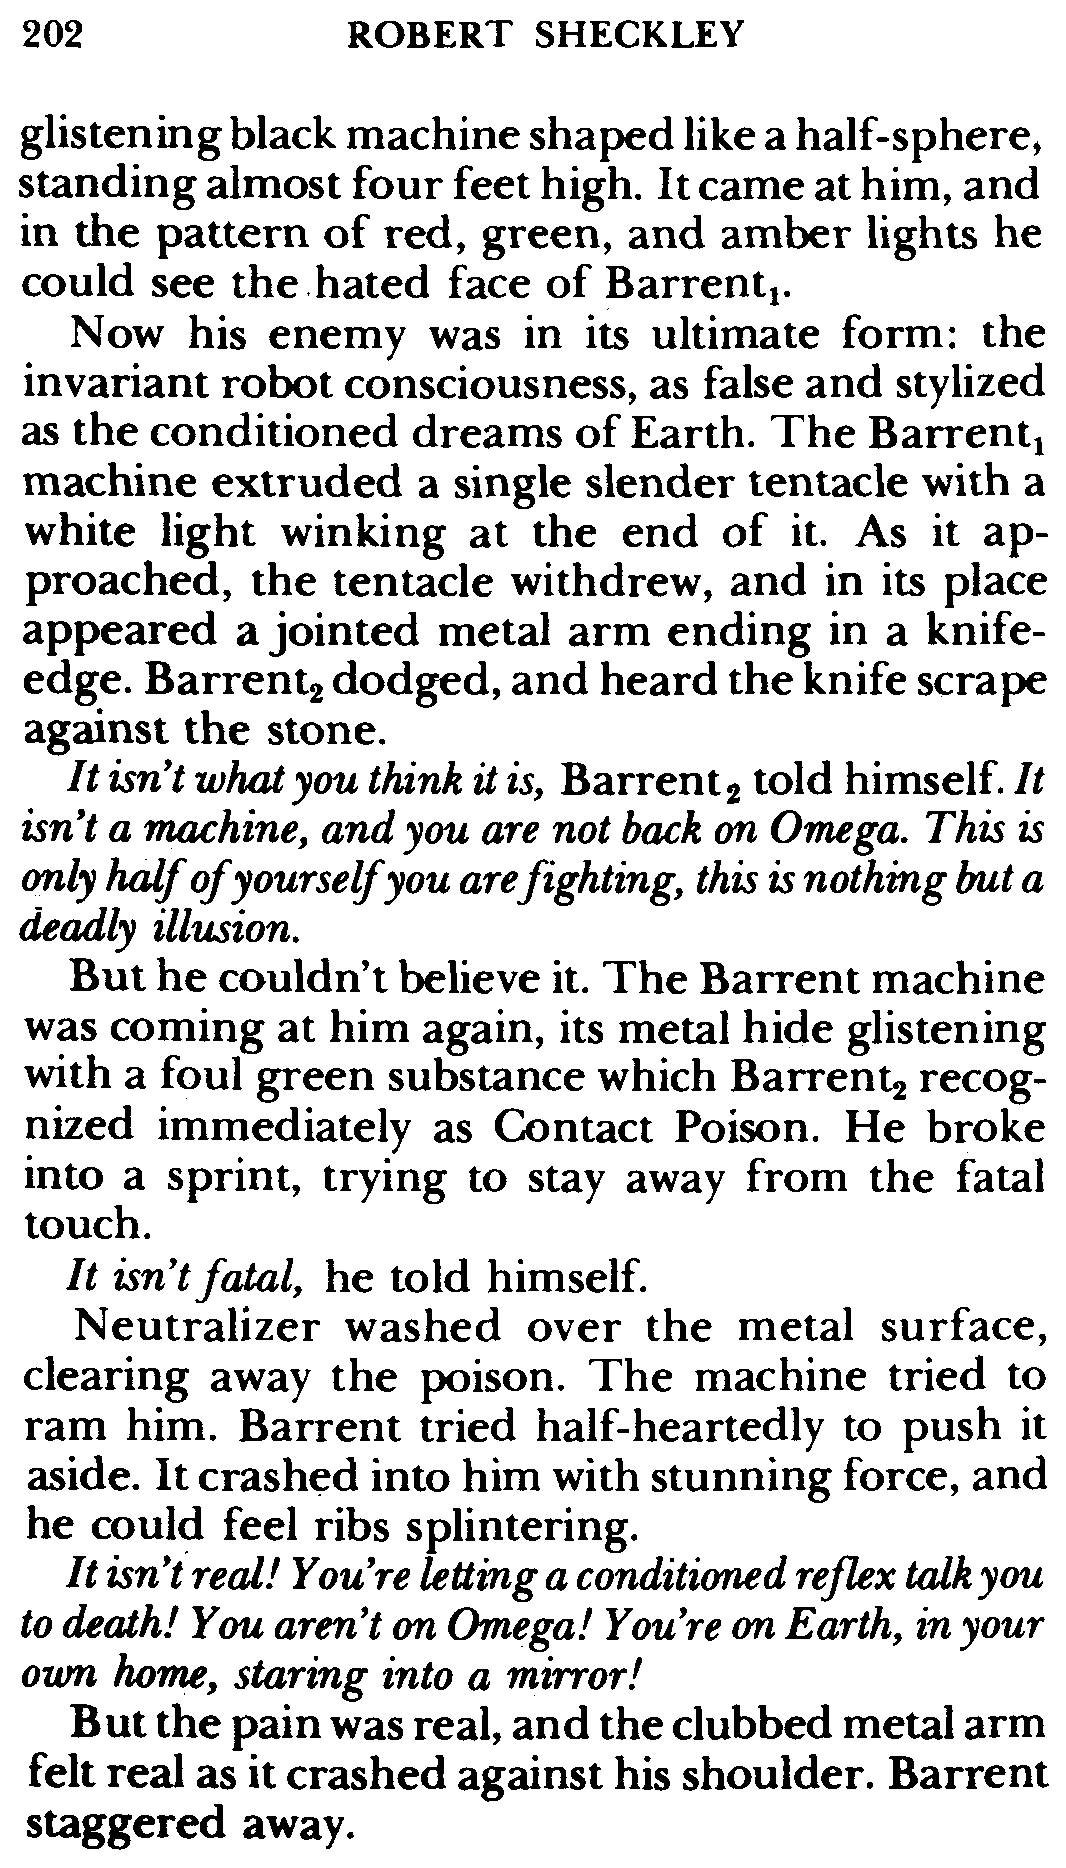 202 ROBERT SHECKLEY
glistening black machine shaped like a half-sphere,
standing almost four feet high. It came at him, and
in the pattern of red, green, and amber lights he
could see the hated face of Barrent₁.
Now his enemy was in its ultimate form: the
invariant robot consciousness, as false and stylized
as the conditioned dreams of Earth. The Barrent₁
machine extruded a single slender tentacle with a
white light winking at the end of it. As it ap-
proached, the tentacle withdrew, and in its place
appeared a jointed metal arm ending in a knife-
edge. Barrent₂ dodged, and heard the knife scrape
against the stone.
It isn't what you think it is, Barrent₂ told himself. It
isn't a machine, and you are not back on Omega. This is
only half of yourself you are fighting, this is nothing but a
deadly illusion.
But he couldn't believe it. The Barrent machine
was coming at him again, its metal hide glistening
with a foul green substance which Barrent₂ recog-
nized immediately as Contact Poison. He broke
into a sprint, trying to stay away from the fatal
touch.
It isn't fatal, he told himself.
Neutralizer washed over the metal surface,
clearing away the poison. The machine tried to
ram him. Barrent tried half-heartedly to push it
aside. It crashed into him with stunning force, and
he could feel ribs splintering.
It isn't real! You're letting a conditioned reflex talk you
to death! You aren't on Omega! You're on Earth, in your
own home, staring into a mirror!
But the pain was real, and the clubbed metal arm
felt real as it crashed against his shoulder. Barrent
staggered away.